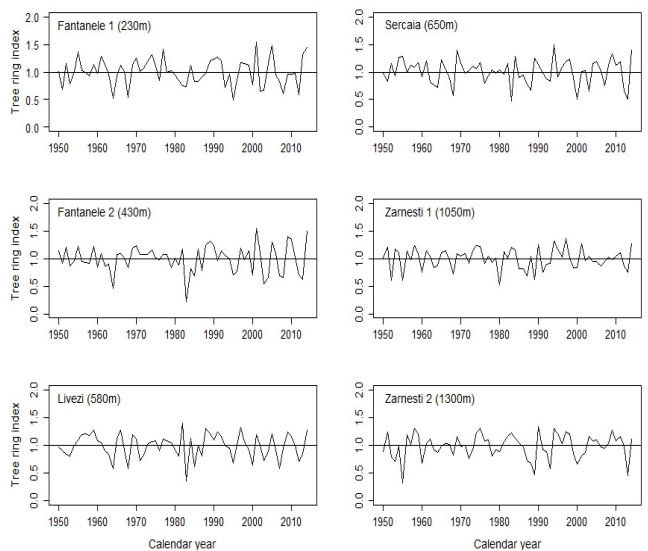 Fantanele 1 (230m)
Tree ring index
0.0 0.5 1.0 1.5 2.0
1950 1960 1970 1980 1990 2000 2010
Sercaia (650m)
0.0 0.5 1.0 1.5 2.0
1950 1960 1970 1980 1990 2000 2010
Fantanele 2 (430m)
Tree ring index
0.0 0.5 1.0 1.5 2.0
1950 1960 1970 1980 1990 2000 2010
Zarnesti 1 (1050m)
0.0 0.5 1.0 1.5 2.0
1950 1960 1970 1980 1990 2000 2010
Livezi (580m)
Tree ring index
0.0 0.5 1.0 1.5 2.0
1950 1960 1970 1980 1990 2000 2010
Calendar year
Zarnesti 2 (1300m)
0.0 0.5 1.0 1.5 2.0
1950 1960 1970 1980 1990 2000 2010
Calendar year